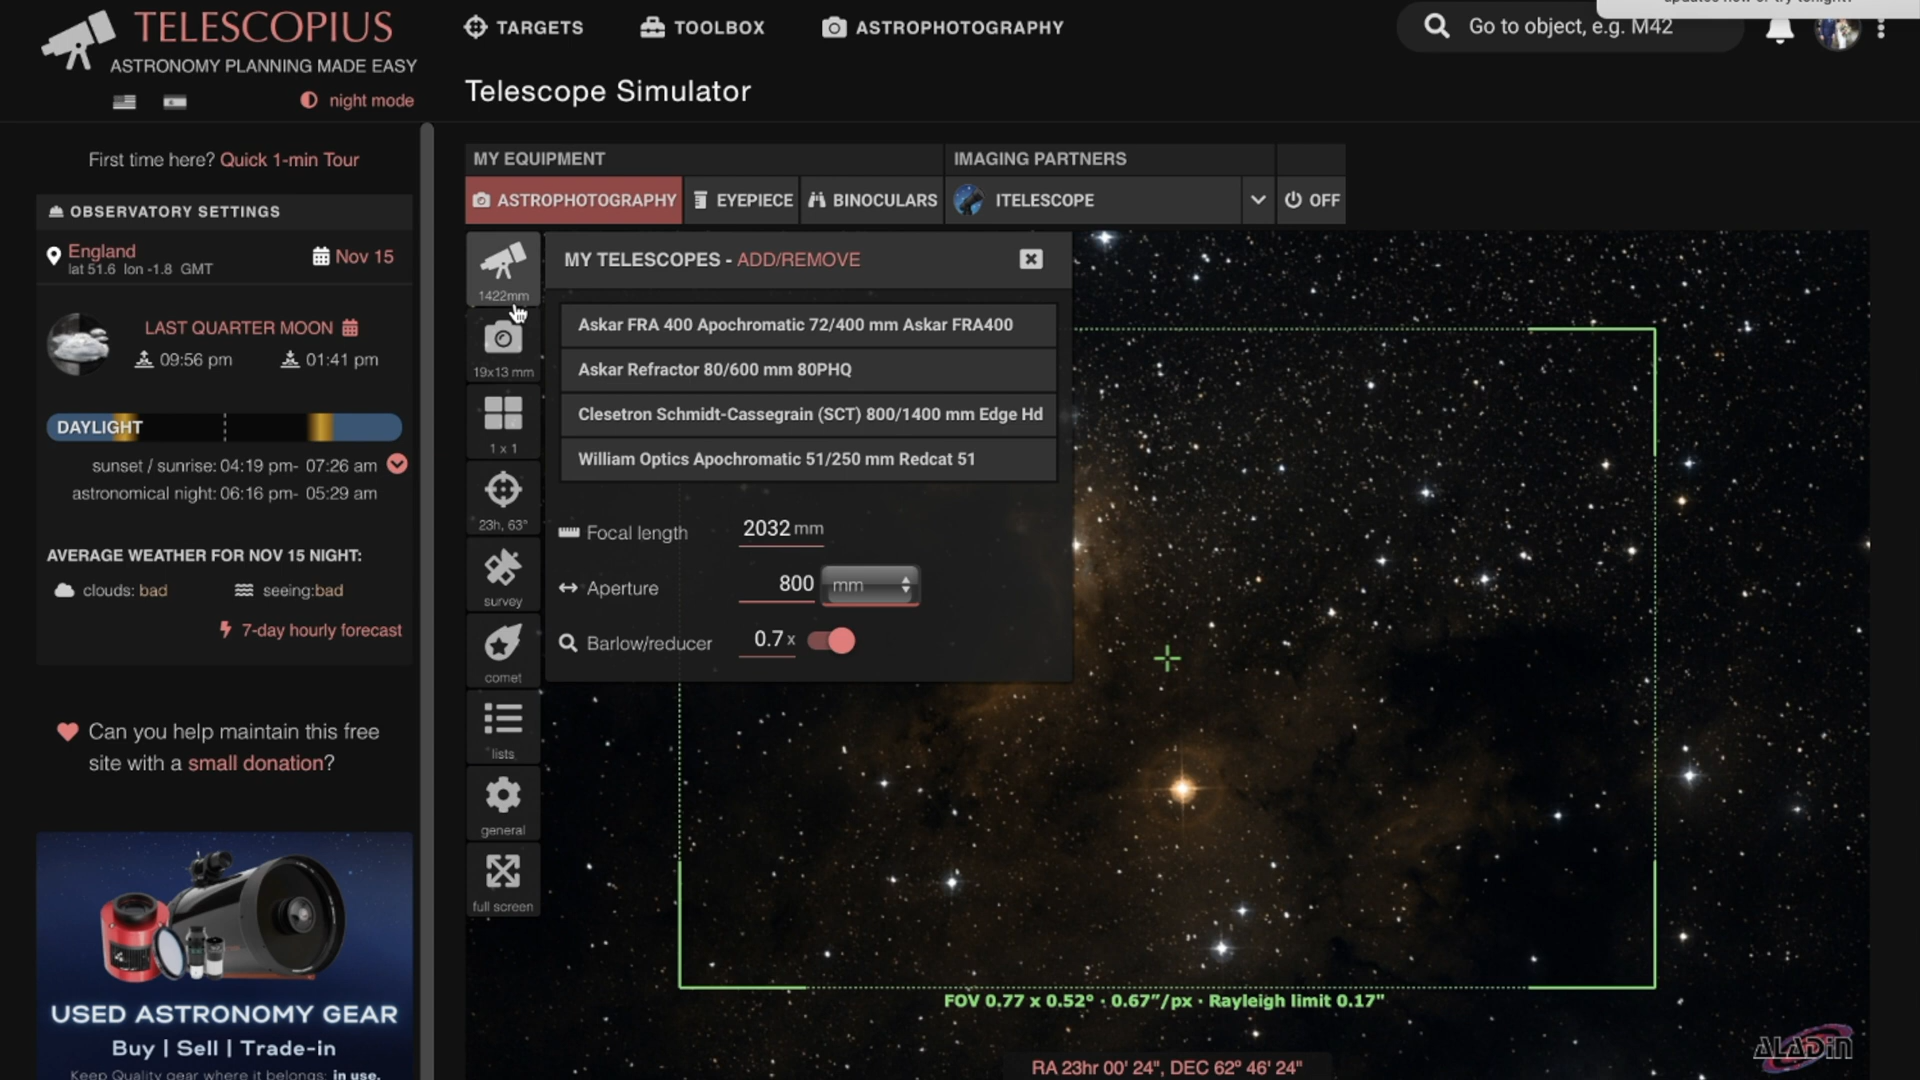 TELESCOPIUS
ASTRONOMY PLANNING MADE EASY
night mode
TARGETS
TOOLBOX
ASTROPHOTOGRAPHY
Go to object, e.g. M42
Telescope Simulator
First time here? Quick 1-min Tour
OBSERVATORY SETTINGS
England
lat 51.6 lon -1.8 GMT
Nov 15
LAST QUARTER MOON
09:56 pm
01:41 pm
DAYLIGHT
sunset / sunrise: 04:19 pm- 07:26 am
astronomical night: 06:16 pm- 05:29 am
AVERAGE WEATHER FOR NOV 15 NIGHT:
clouds: bad
seeing:bad
7-day hourly forecast
Can you help maintain this free
site with a small donation?
USED ASTRONOMY GEAR
Buy | Sell | Trade-in
Keep Quality gear where it belongs: in use.
MY EQUIPMENT
IMAGING PARTNERS
ASTROPHOTOGRAPHY
EYEPIECE
BINOCULARS
ITELESCOPE
OFF
1422mm
19x13 mm
1 x 1
23h, 63°
survey
comet
lists
general
full screen
MY TELESCOPES - ADD/REMOVE
Askar FRA 400 Apochromatic 72/400 mm Askar FRA400
Askar Refractor 80/600 mm 80PHQ
Clesetron Schmidt-Cassegrain (SCT) 800/1400 mm Edge Hd
William Optics Apochromatic 51/250 mm Redcat 51
Focal length 2032 mm
Aperture 800 mm
Barlow/reducer 0.7 x
FOV 0.77 x 0.52° · 0.67"/px · Rayleigh limit 0.17"
RA 23hr 00' 24", DEC 62° 46' 24"
ALADIN